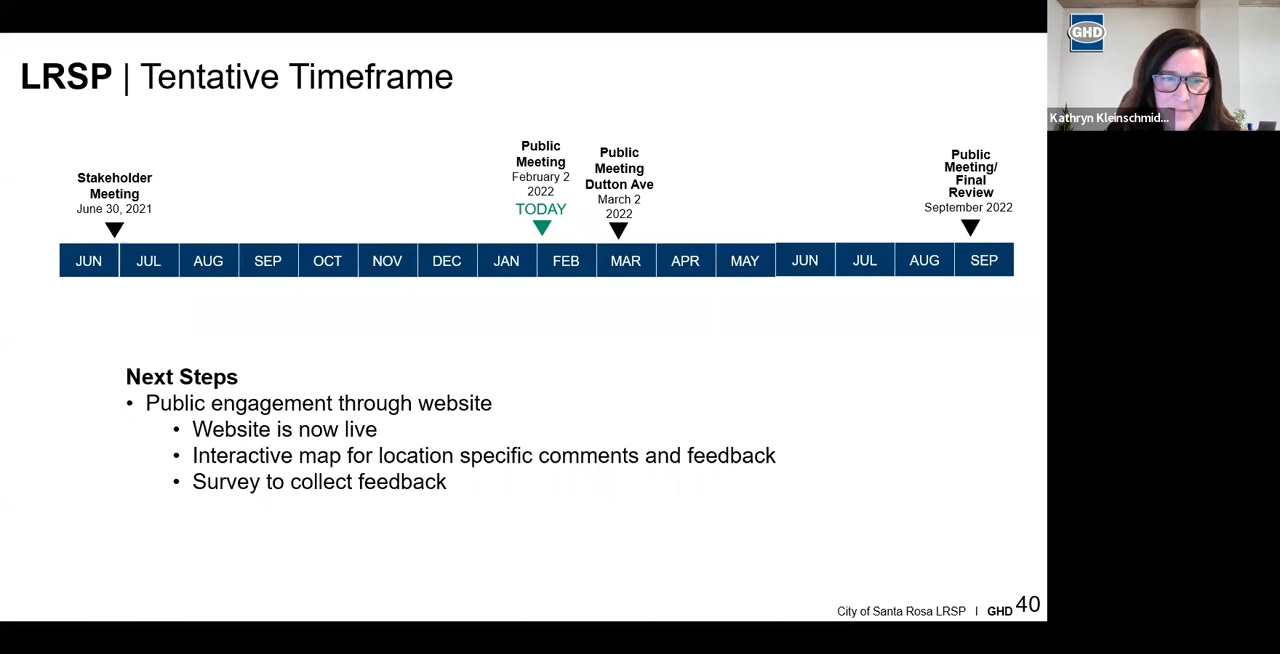 LRSP | Tentative Timeframe
Stakeholder
Meeting
June 30, 2021
Public
Meeting
February 2
2022
TODAY
Public
Meeting
Dutton Ave
March 2
2022
Public
Meeting/
Final
Review
September 2022
JUN JUL AUG SEP OCT NOV DEC JAN FEB MAR APR MAY JUN JUL AUG SEP
Next Steps
• Public engagement through website
• Website is now live
• Interactive map for location specific comments and feedback
• Survey to collect feedback
City of Santa Rosa LRSP | GHD 40
GHD
Kathryn Kleinschmid...